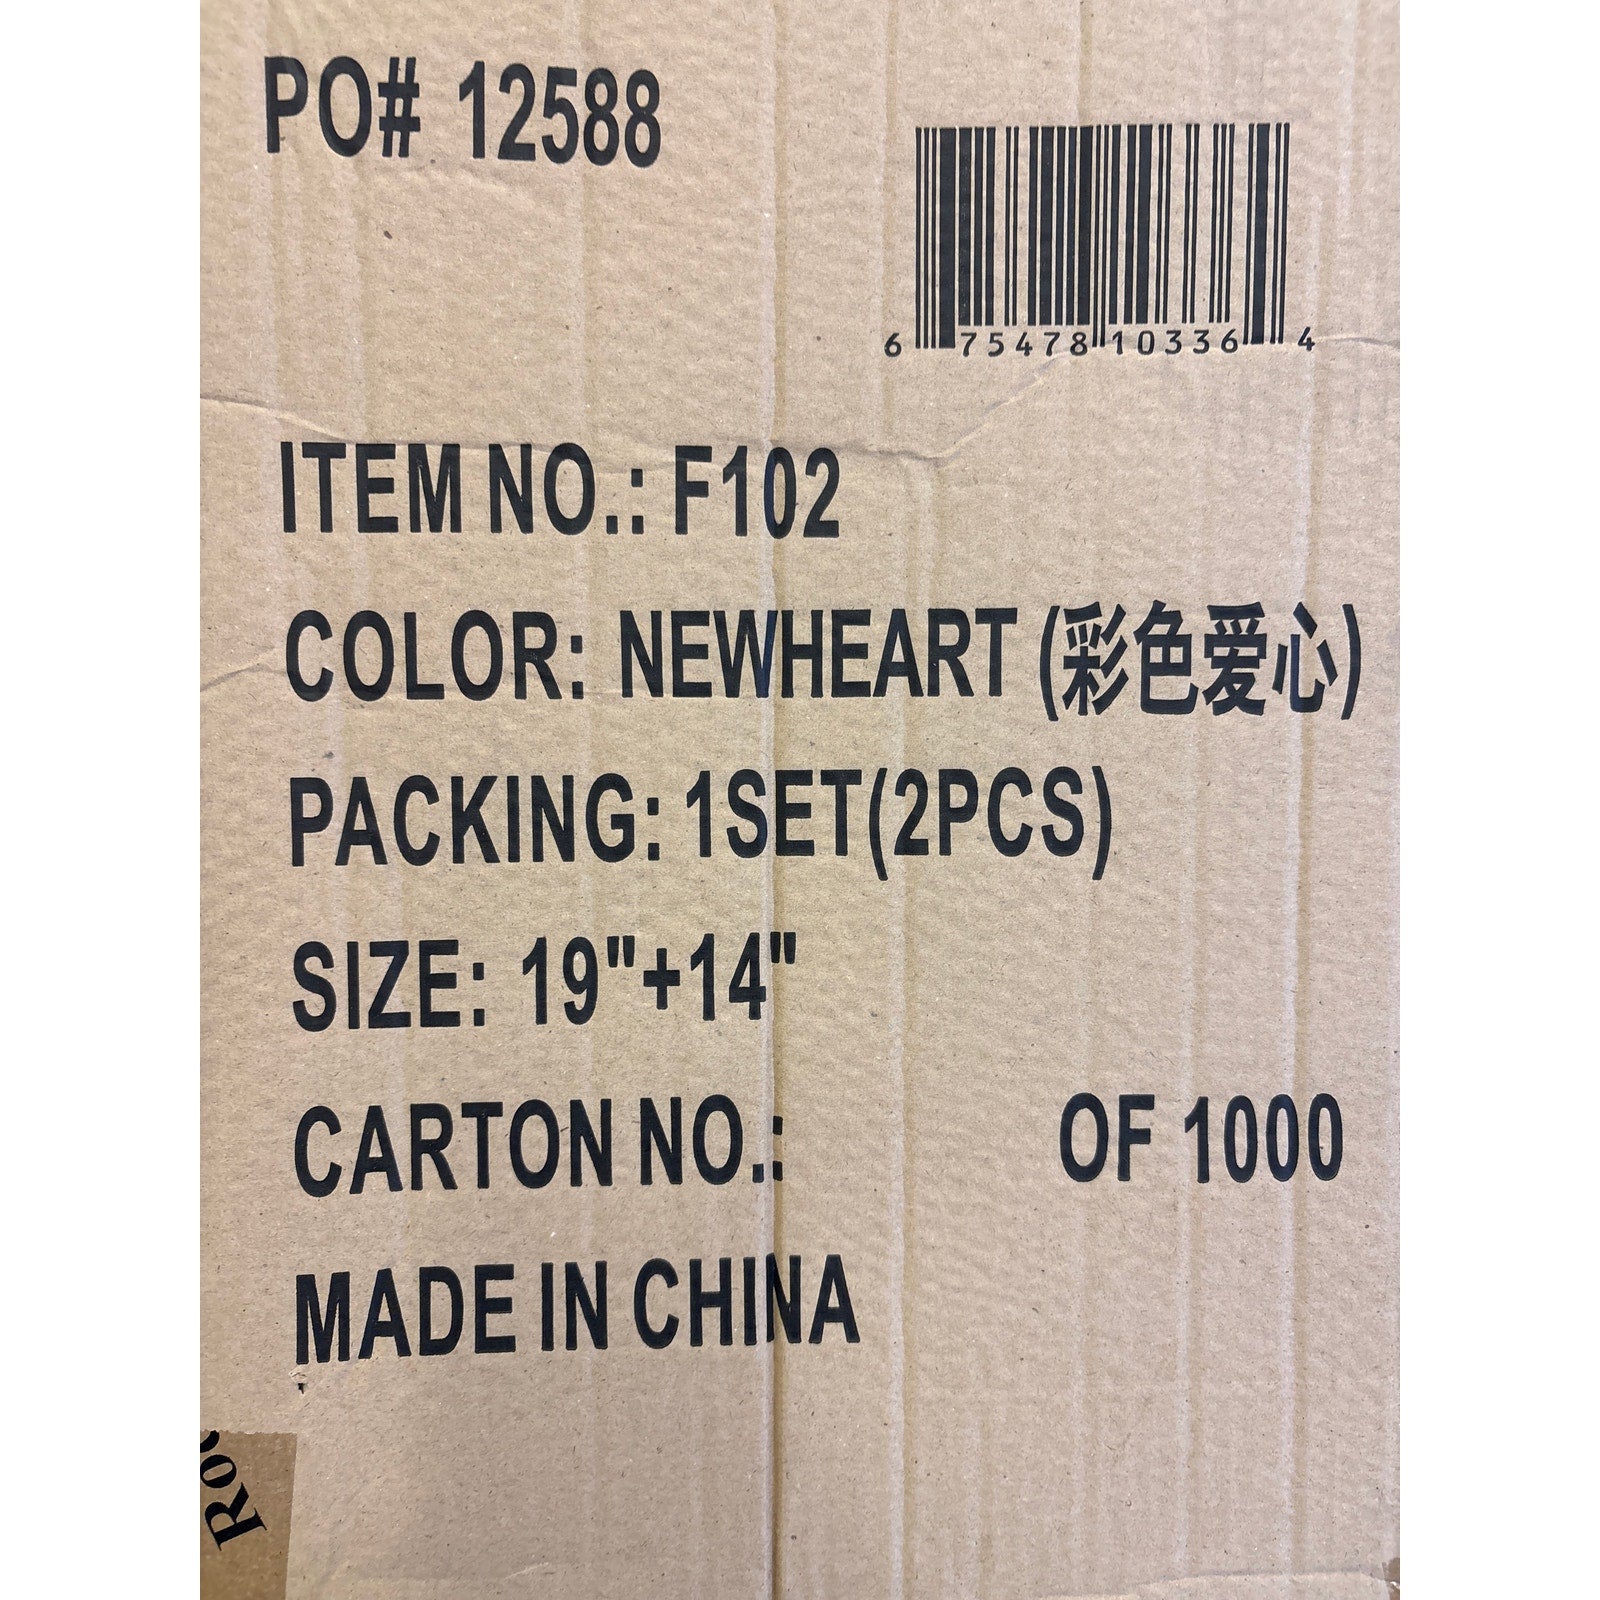 PO# 12588
6 75478 10336 4
ITEM NO.: F102
COLOR: NEWHEART (彩色爱心)
PACKING: 1SET(2PCS)
SIZE: 19"+14"
CARTON NO.: OF 1000
MADE IN CHINA